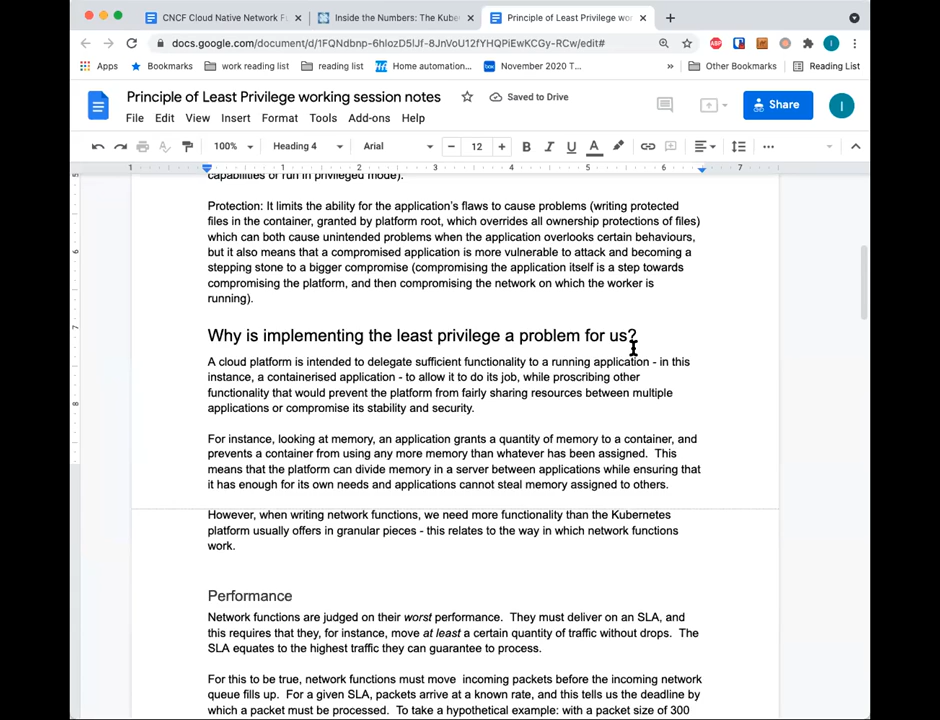 CNCF Cloud Native Network F
Inside the Numbers: The Kube
Principle of Least Privilege wor
docs.google.com/document/d/1FQNdbnp-6hIozD5lJf-8JnVoU12fYHQPiEwKCGy-RCw/edit#
ABP
I
Apps
Bookmarks
work reading list
reading list
Home automation...
November 2020 T...
»
Other Bookmarks
Reading List
Principle of Least Privilege working session notes
Saved to Drive
Share
I
File Edit View Insert Format Tools Add-ons Help
100% Heading 4 Arial − 12 + B I U A
1 1 2 3 4 5 6 7
capabilities or run in privileged mode).
Protection: It limits the ability for the application's flaws to cause problems (writing protected
files in the container, granted by platform root, which overrides all ownership protections of files)
which can both cause unintended problems when the application overlooks certain behaviours,
but it also means that a compromised application is more vulnerable to attack and becoming a
stepping stone to a bigger compromise (compromising the application itself is a step towards
compromising the platform, and then compromising the network on which the worker is
running).
Why is implementing the least privilege a problem for us?
A cloud platform is intended to delegate sufficient functionality to a running application - in this
instance, a containerised application - to allow it to do its job, while proscribing other
functionality that would prevent the platform from fairly sharing resources between multiple
applications or compromise its stability and security.
For instance, looking at memory, an application grants a quantity of memory to a container, and
prevents a container from using any more memory than whatever has been assigned.  This
means that the platform can divide memory in a server between applications while ensuring that
it has enough for its own needs and applications cannot steal memory assigned to others.
However, when writing network functions, we need more functionality than the Kubernetes
platform usually offers in granular pieces - this relates to the way in which network functions
work.
Performance
Network functions are judged on their worst performance.  They must deliver on an SLA, and
this requires that they, for instance, move at least a certain quantity of traffic without drops.  The
SLA equates to the highest traffic they can guarantee to process.
For this to be true, network functions must move  incoming packets before the incoming network
queue fills up.  For a given SLA, packets arrive at a known rate, and this tells us the deadline by
which a packet must be processed.  To take a hypothetical example: with a packet size of 300